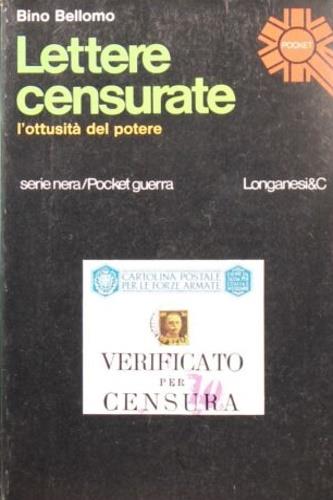 Bino Bellomo
POCKET
Lettere
censurate
l'ottusità del potere
serie nera/Pocket guerra
Longanesi&C
CARTOLINA POSTALE
PER LE FORZE ARMATE
VERIFICATO
PER
CENSURA